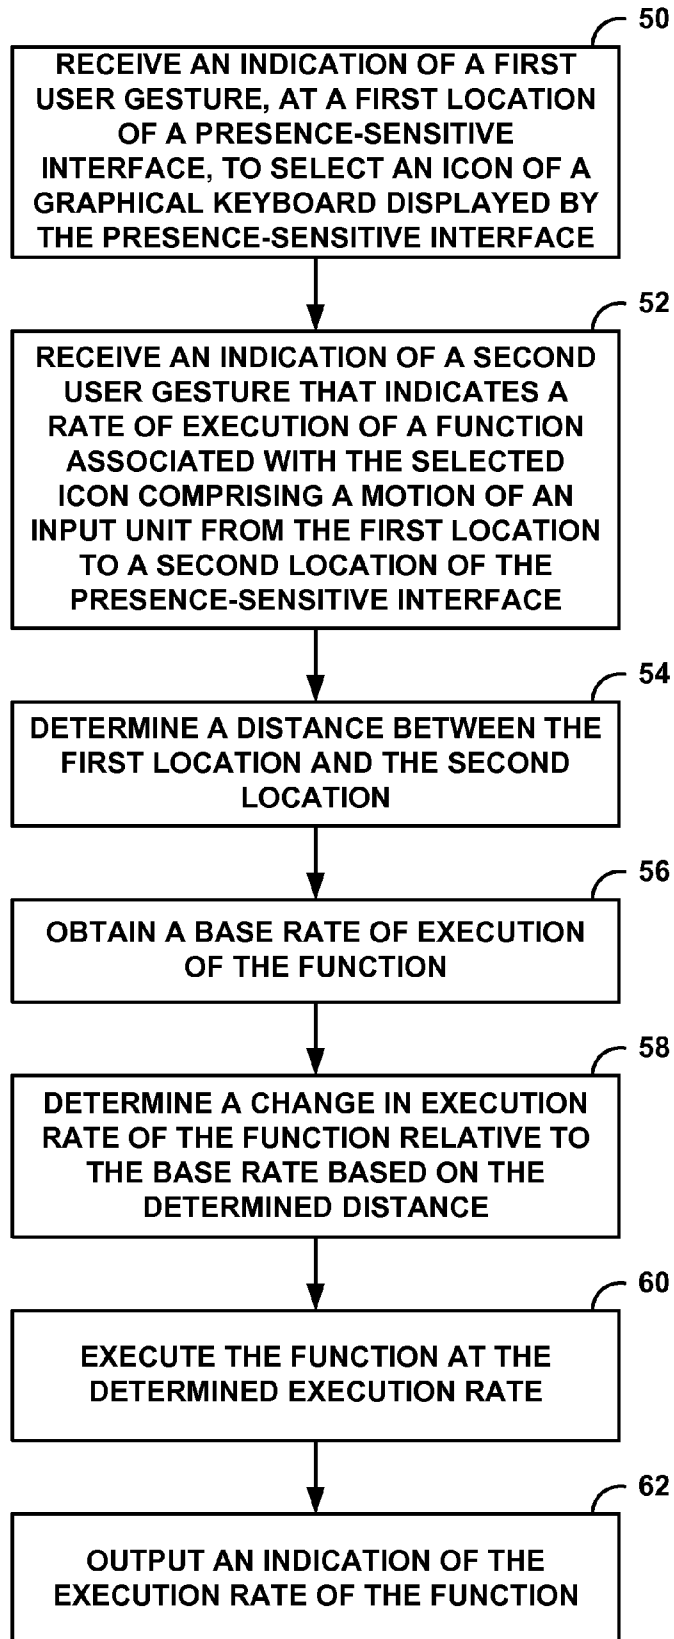 50
RECEIVE AN INDICATION OF A FIRST
USER GESTURE, AT A FIRST LOCATION
OF A PRESENCE-SENSITIVE
INTERFACE, TO SELECT AN ICON OF A
GRAPHICAL KEYBOARD DISPLAYED BY
THE PRESENCE-SENSITIVE INTERFACE
52
RECEIVE AN INDICATION OF A SECOND
USER GESTURE THAT INDICATES A
RATE OF EXECUTION OF A FUNCTION
ASSOCIATED WITH THE SELECTED
ICON COMPRISING A MOTION OF AN
INPUT UNIT FROM THE FIRST LOCATION
TO A SECOND LOCATION OF THE
PRESENCE-SENSITIVE INTERFACE
54
DETERMINE A DISTANCE BETWEEN THE
FIRST LOCATION AND THE SECOND
LOCATION
56
OBTAIN A BASE RATE OF EXECUTION
OF THE FUNCTION
58
DETERMINE A CHANGE IN EXECUTION
RATE OF THE FUNCTION RELATIVE TO
THE BASE RATE BASED ON THE
DETERMINED DISTANCE
60
EXECUTE THE FUNCTION AT THE
DETERMINED EXECUTION RATE
62
OUTPUT AN INDICATION OF THE
EXECUTION RATE OF THE FUNCTION